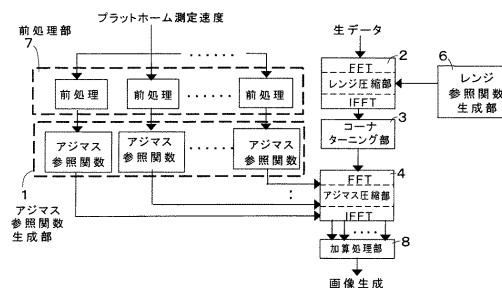 プラットホーム測定速度
前処理部
7
前処理
前処理
前処理
アジマス
参照関数
アジマス
参照関数
アジマス
参照関数
1
アジマス
参照関数
生成部
生データ
2
FFT
レンジ圧縮部
IFFT
6
レンジ
参照関数
生成部
3
コーナ
ターニング部
4
FFT
アジマス圧縮部
IFFT
8
加算処理部
画像生成